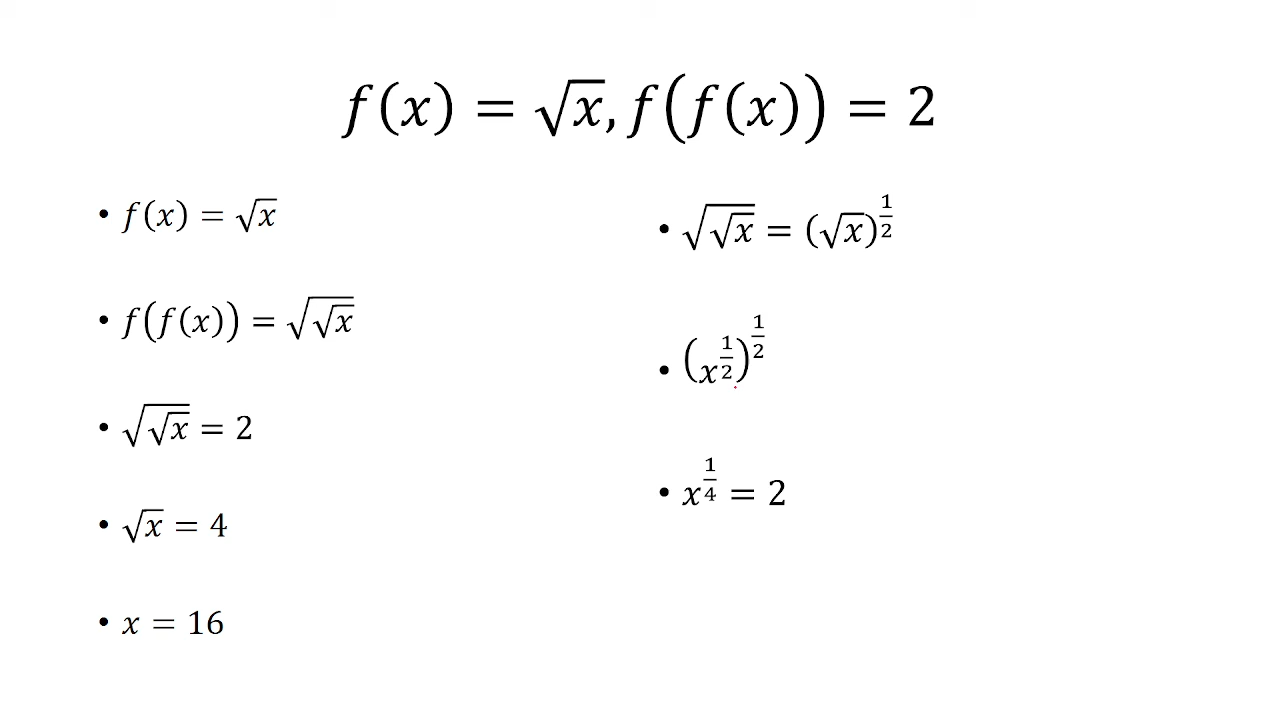 f(x) = √x, f(f(x)) = 2
• f(x) = √x
• f(f(x)) = √√x
• √√x = 2
• √x = 4
• x = 16
• √√x = (√x)^(1/2)
• (x^(1/2))^(1/2)
• x^(1/4) = 2